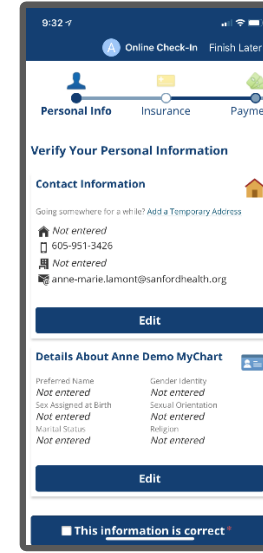 9:32
A Online Check-In Finish Later
Personal Info Insurance Payme
Verify Your Personal Information
Contact Information
Going somewhere for a while? Add a Temporary Address
Not entered
605-951-3426
Not entered
anne-marie.lamont@sanfordhealth.org
Edit
Details About Anne Demo MyChart
Preferred Name Gender Identity
Not entered Not entered
Sex Assigned at Birth Sexual Orientation
Not entered Not entered
Marital Status Religion
Not entered Not entered
Edit
This information is correct*